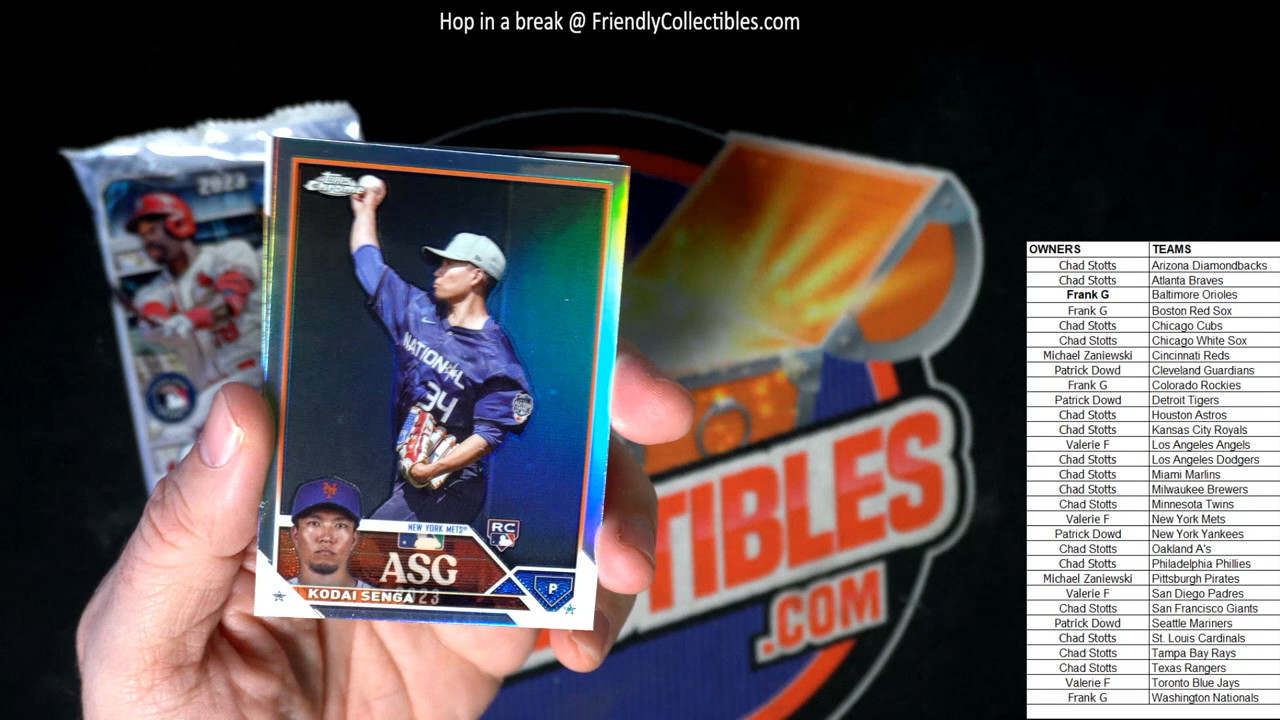 Hop in a break @ FriendlyCollectibles.com
2023
Topps
Chrome
NATIONAL
34
NEW YORK METS
RC
ASG
2023
P
KODAI SENGA
TIBLES
.COM
OWNERS TEAMS
Chad Stotts Arizona Diamondbacks
Chad Stotts Atlanta Braves
Frank G Baltimore Orioles
Frank G Boston Red Sox
Chad Stotts Chicago Cubs
Chad Stotts Chicago White Sox
Michael Zaniewski Cincinnati Reds
Patrick Dowd Cleveland Guardians
Frank G Colorado Rockies
Patrick Dowd Detroit Tigers
Chad Stotts Houston Astros
Chad Stotts Kansas City Royals
Valerie F Los Angeles Angels
Chad Stotts Los Angeles Dodgers
Chad Stotts Miami Marlins
Chad Stotts Milwaukee Brewers
Chad Stotts Minnesota Twins
Valerie F New York Mets
Patrick Dowd New York Yankees
Chad Stotts Oakland A's
Chad Stotts Philadelphia Phillies
Michael Zaniewski Pittsburgh Pirates
Valerie F San Diego Padres
Chad Stotts San Francisco Giants
Patrick Dowd Seattle Mariners
Chad Stotts St. Louis Cardinals
Chad Stotts Tampa Bay Rays
Chad Stotts Texas Rangers
Valerie F Toronto Blue Jays
Frank G Washington Nationals